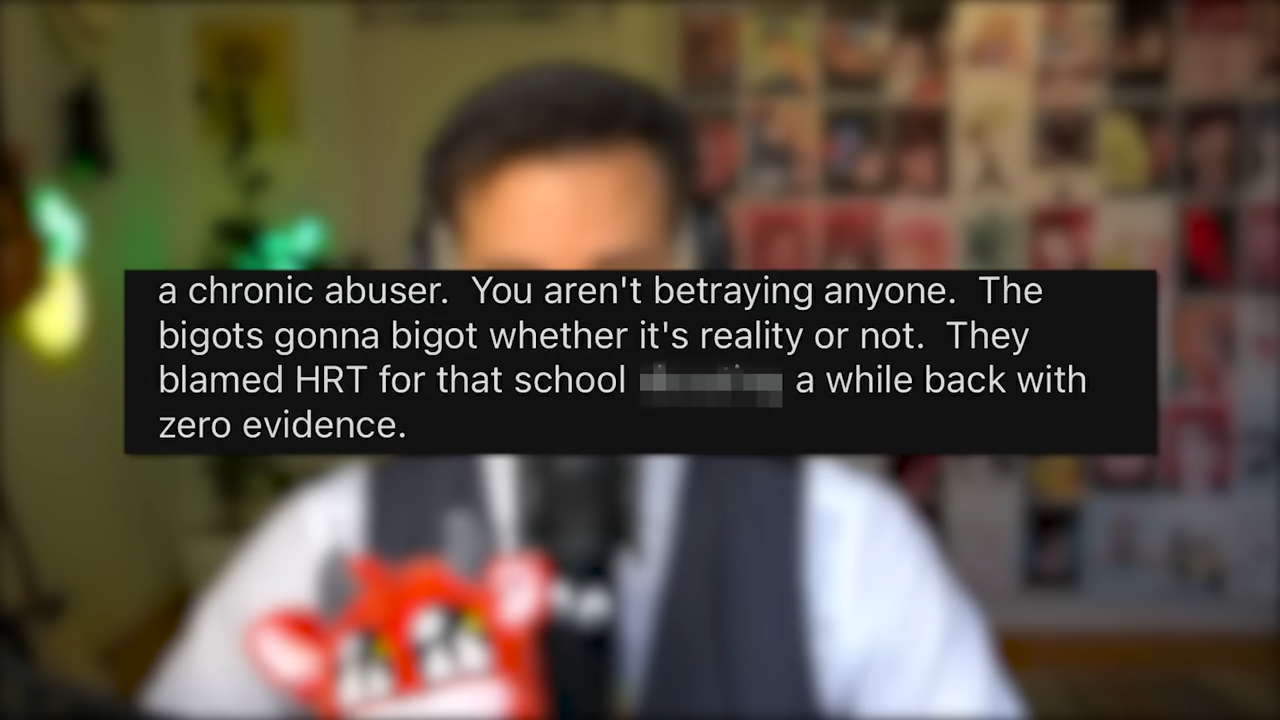 a chronic abuser.  You aren't betraying anyone.  The
bigots gonna bigot whether it's reality or not.  They
blamed HRT for that school a while back with
zero evidence.